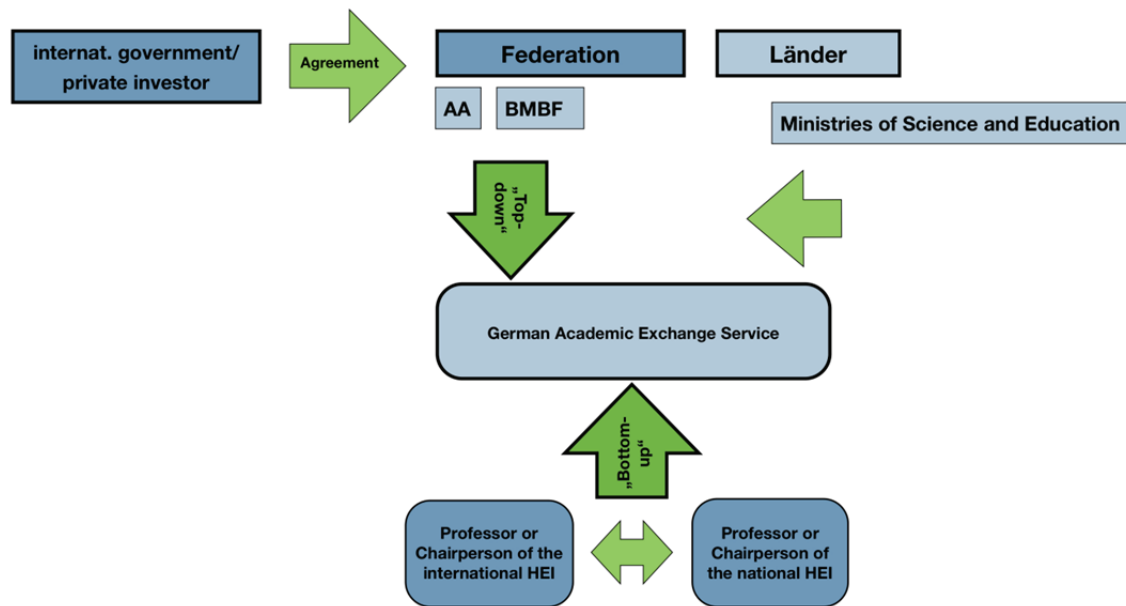 internat. government/
private investor
Agreement
Federation
Länder
AA
BMBF
Ministries of Science and Education
„Top-
down“
German Academic Exchange Service
„Bottom-
up“
Professor or
Chairperson of the
international HEI
Professor or
Chairperson of
the national HEI